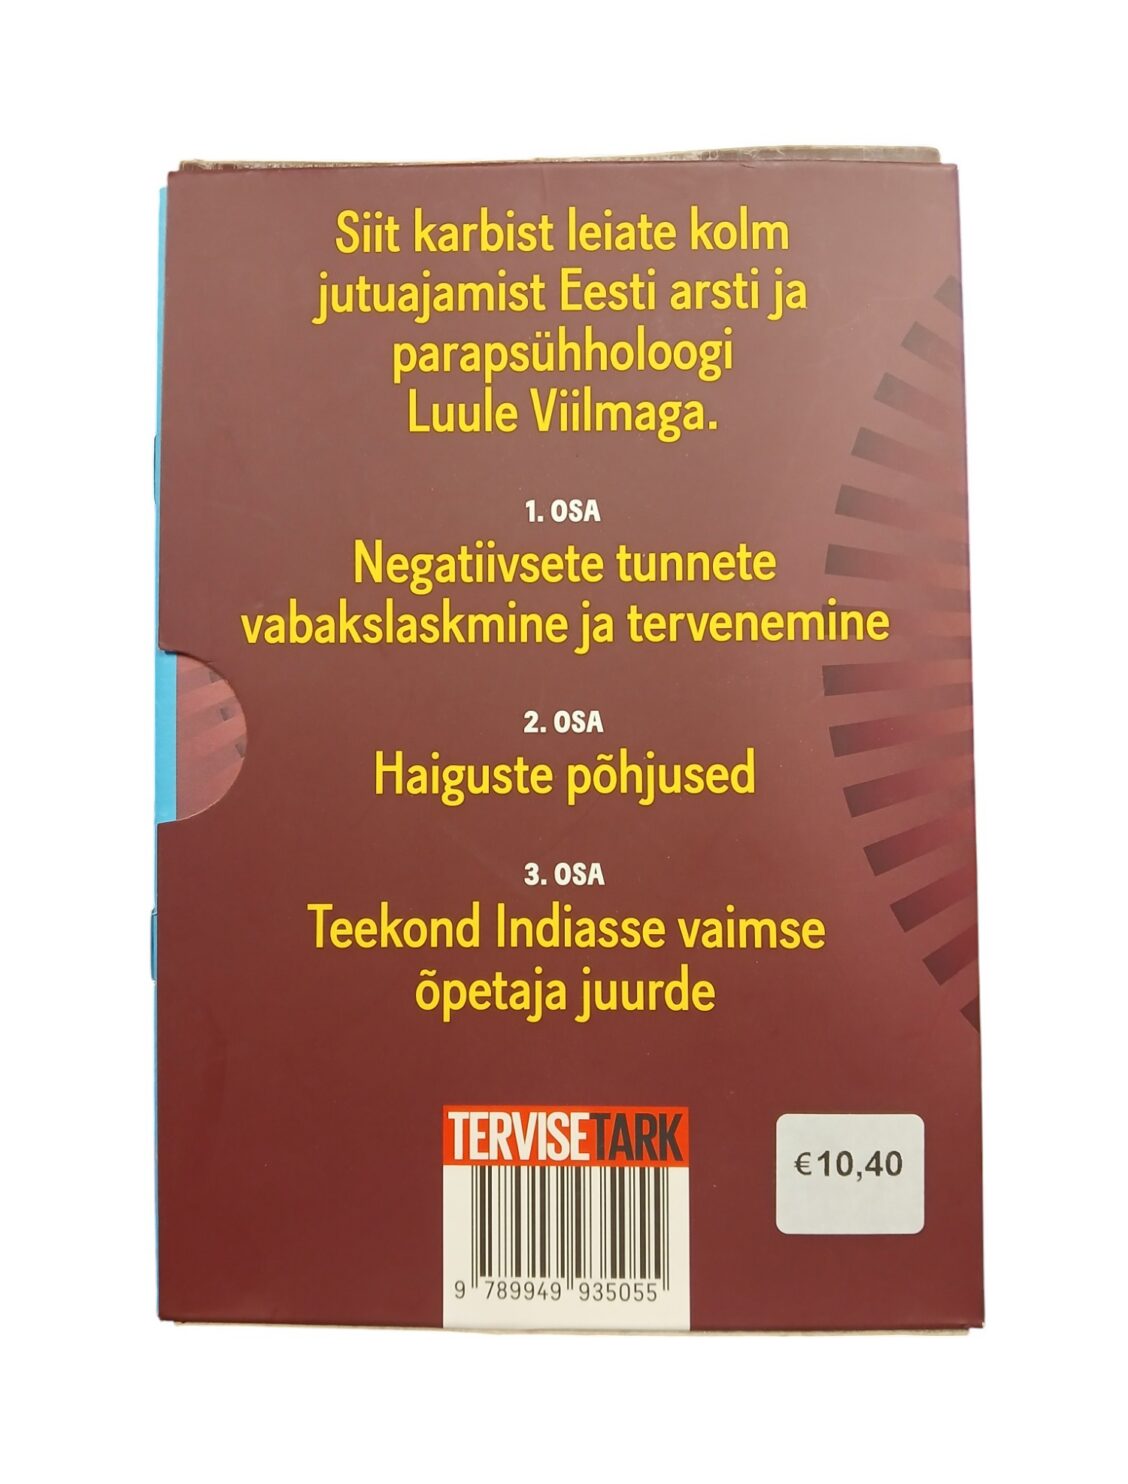 Siit karbist leiate kolm
jutuajamist Eesti arsti ja
parapsühholoogi
Luule Viilmaga.
1. OSA
Negatiivsete tunnete
vabakslaskmine ja tervenemine
2. OSA
Haiguste põhjused
3. OSA
Teekond Indiasse vaimse
õpetaja juurde
TERVISETARK
€10,40
9 789949 935055